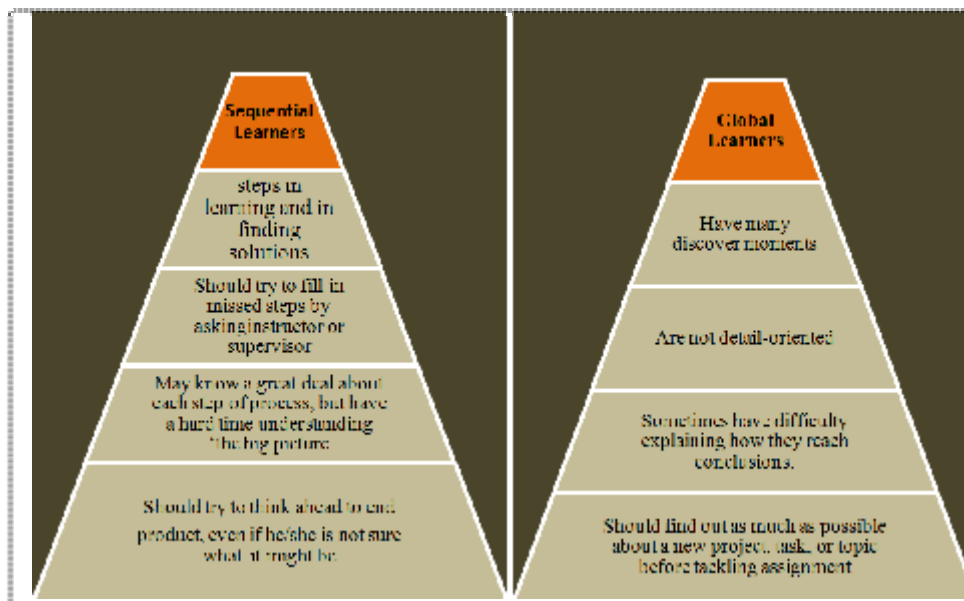 Sequential
Learners
steps in
learning and in
finding
solutions
Should try to fill in
missed steps by
askinginstructor or
supervisor
May know a great deal about
each step of process, but have
a hard time understanding
'the big picture
Should try to think ahead to end
product, even if he/she is not sure
what it might be
Global
Learners
Have many
discover moments
Are not detail-oriented
Sometimes have difficulty
explaining how they reach
conclusions.
Should find out as much as possible
about a new project, task, or topic
before tackling assignment